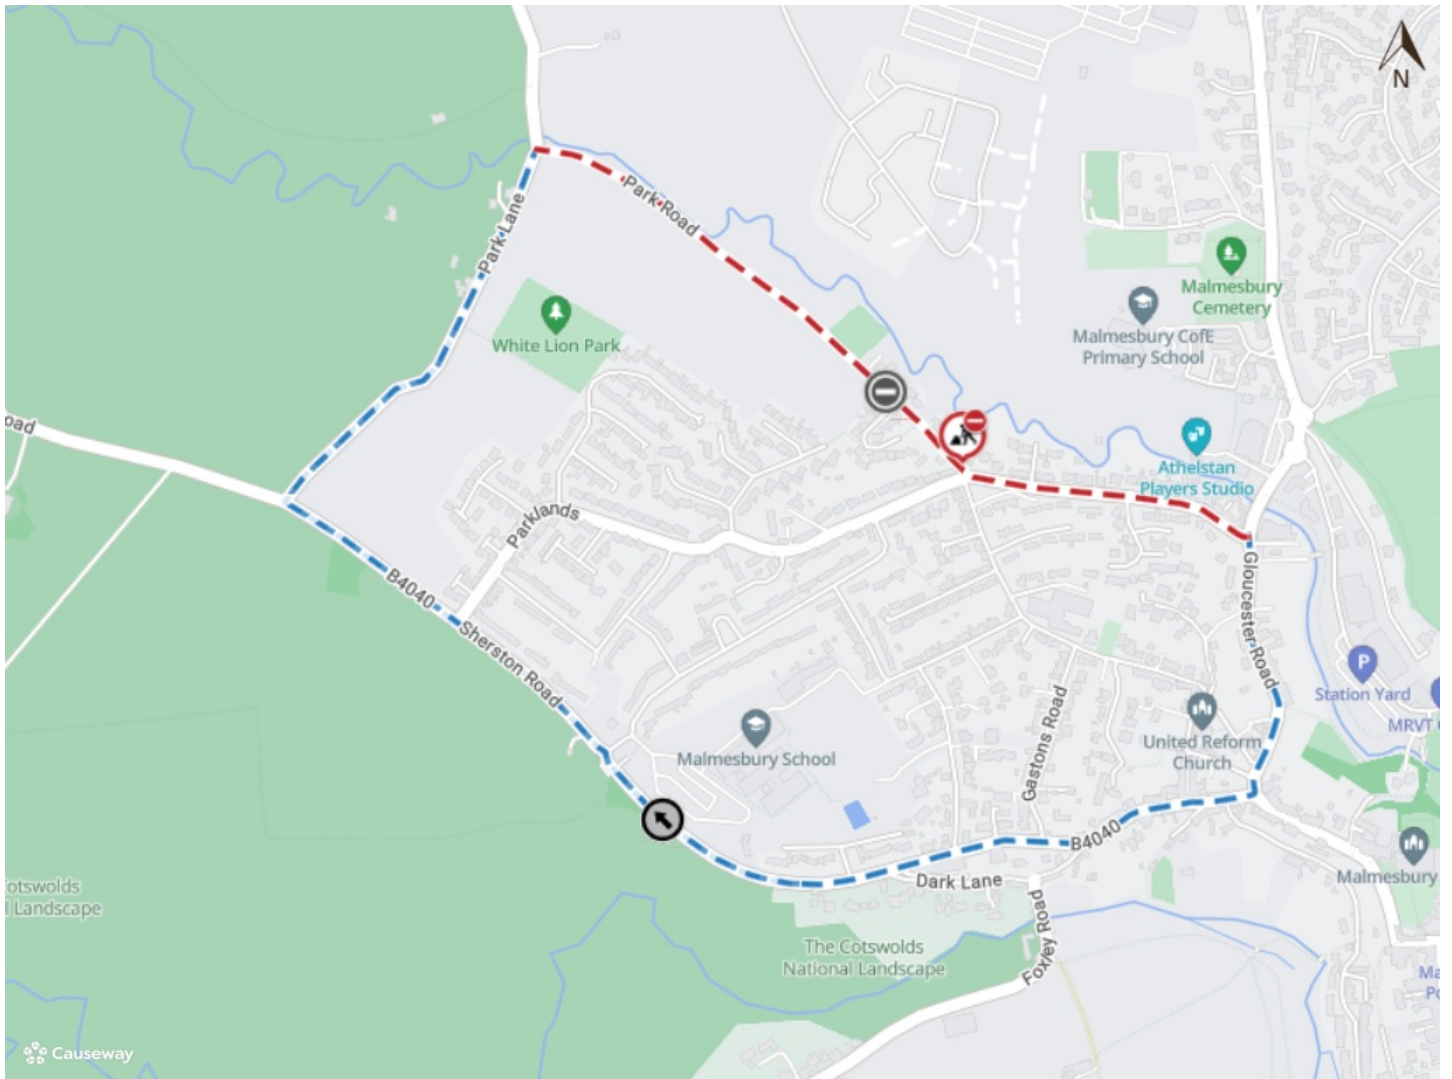 N
Park Road
Park Lane
Malmesbury
Cemetery
Malmesbury CofE
Primary School
White Lion Park
oad
Athelstan
Players Studio
Parklands
B4040
Sherston Road
Gloucester Road
P
Station Yard
MRVT
Gastons Road
United Reform
Church
Malmesbury School
B4040
Malmesbury
Dark Lane
otswolds
l Landscape
Foxley Road
The Cotswolds
National Landscape
Ma
Po
Causeway